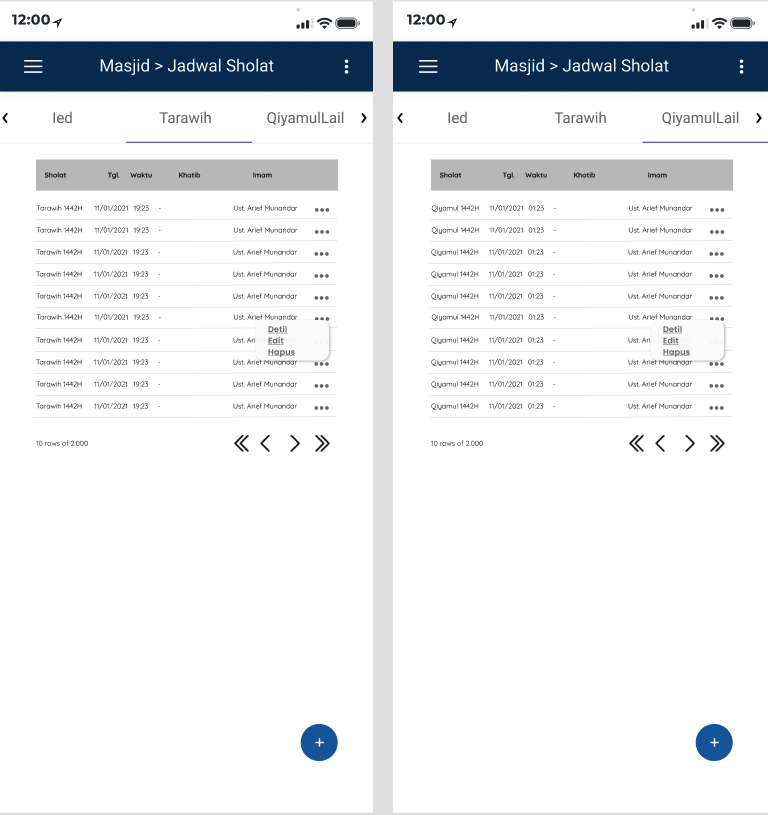 12:00
Masjid > Jadwal Sholat
Ied Tarawih QiyamulLail
Sholat Tgl. Waktu Khotib Imam
Tarawih 1442H 11/01/2021 19:23 - Ust. Arief Munandar
Tarawih 1442H 11/01/2021 19:23 - Ust. Arief Munandar
Tarawih 1442H 11/01/2021 19:23 - Ust. Arief Munandar
Tarawih 1442H 11/01/2021 19:23 - Ust. Arief Munandar
Tarawih 1442H 11/01/2021 19:23 - Ust. Arief Munandar
Tarawih 1442H 11/01/2021 19:23 - Ust. Arief Munandar
Detil
Tarawih 1442H 11/01/2021 19:23 - Ust. Arief
Edit
Hapus
Tarawih 1442H 11/01/2021 19:23 - Ust. Arief Munandar
Tarawih 1442H 11/01/2021 19:23 - Ust. Arief Munandar
Tarawih 1442H 11/01/2021 19:23 - Ust. Arief Munandar
10 rows of 2.000
+
12:00
Masjid > Jadwal Sholat
Ied Tarawih QiyamulLail
Sholat Tgl. Waktu Khotib Imam
Qiyamul 1442H 11/01/2021 01:23 - Ust. Arief Munandar
Qiyamul 1442H 11/01/2021 01:23 - Ust. Arief Munandar
Qiyamul 1442H 11/01/2021 01:23 - Ust. Arief Munandar
Qiyamul 1442H 11/01/2021 01:23 - Ust. Arief Munandar
Qiyamul 1442H 11/01/2021 01:23 - Ust. Arief Munandar
Qiyamul 1442H 11/01/2021 01:23 - Ust. Arief Munandar
Detil
Qiyamul 1442H 11/01/2021 01:23 - Ust. Arief
Edit
Hapus
Qiyamul 1442H 11/01/2021 01:23 - Ust. Arief Munandar
Qiyamul 1442H 11/01/2021 01:23 - Ust. Arief Munandar
Qiyamul 1442H 11/01/2021 01:23 - Ust. Arief Munandar
10 rows of 2.000
+